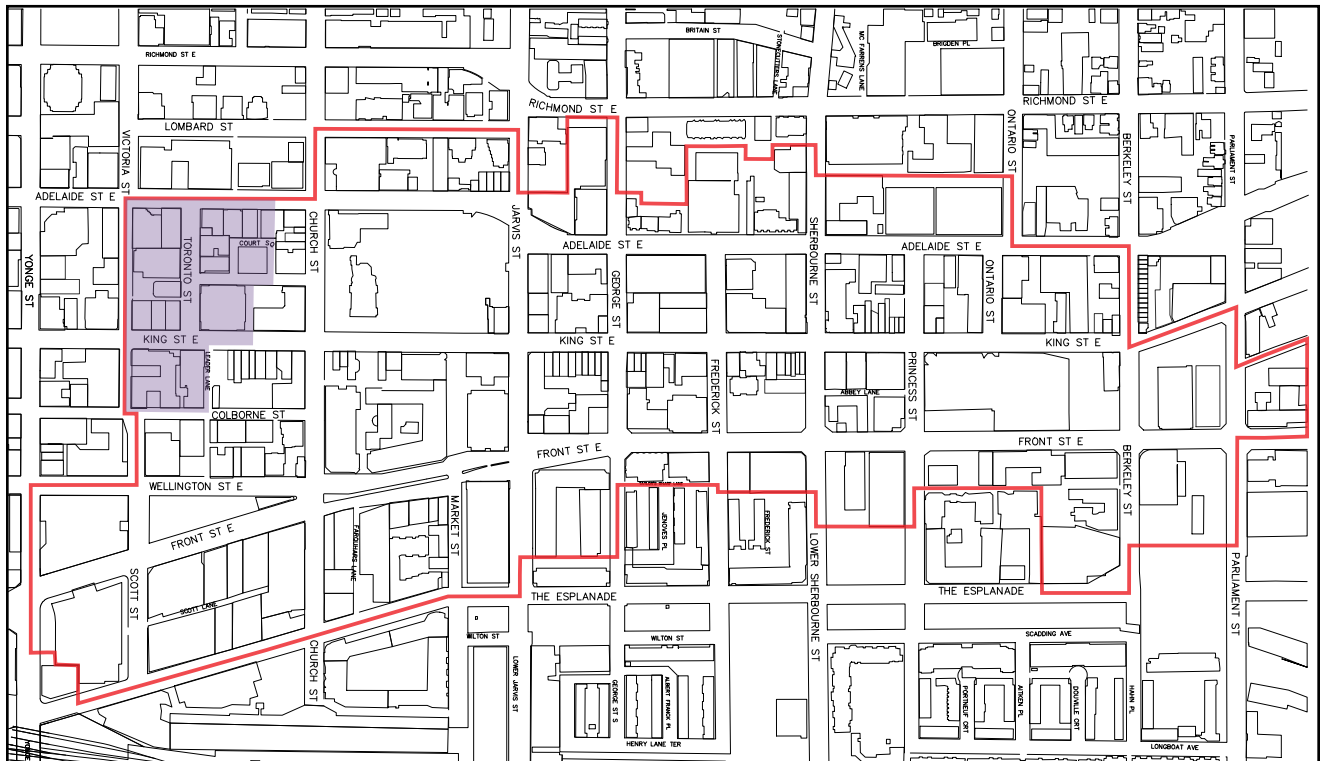 BRITAIN ST
RICHMOND ST E
STONECUTTERS LANE
MC FARRENS LANE
BRIGDEN PL
RICHMOND ST E
RICHMOND ST E
LOMBARD ST
VICTORIA ST
ONTARIO ST
BERKELEY ST
PARLIAMENT ST
ADELAIDE ST E
CHURCH ST
JARVIS ST
SHERBOURNE ST
TORONTO ST
COURT SQ
ADELAIDE ST E
ADELAIDE ST E
YONGE ST
GEORGE ST
ONTARIO ST
KING ST E
KING ST E
KING ST E
LEADER LANE
FREDERICK ST
PRINCESS ST
ABBEY LANE
COLBORNE ST
FRONT ST E
FRONT ST E
BERKELEY ST
WELLINGTON ST E
MARKET ST
FRONT ST E
FARQUHARS LANE
JENOVES PL
FREDERICK ST
LOWER SHERBOURNE ST
PARLIAMENT ST
SCOTT ST
SCOTT LANE
THE ESPLANADE
THE ESPLANADE
WILTON ST
WILTON ST
SCADDING AVE
CHURCH ST
LOWER JARVIS ST
GEORGE ST S
ALBERT FRANCK PL
PORTNEUF CRT
AITKEN PL
DOUVILLE CRT
HAHN PL
HENRY LANE TER
LONGBOAT AVE